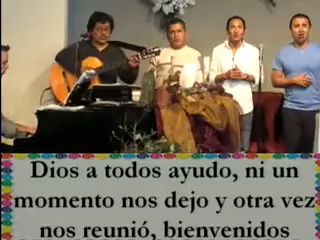 Dios a todos ayudo, ni un
momento nos dejo y otra vez
nos reunió, bienvenidos